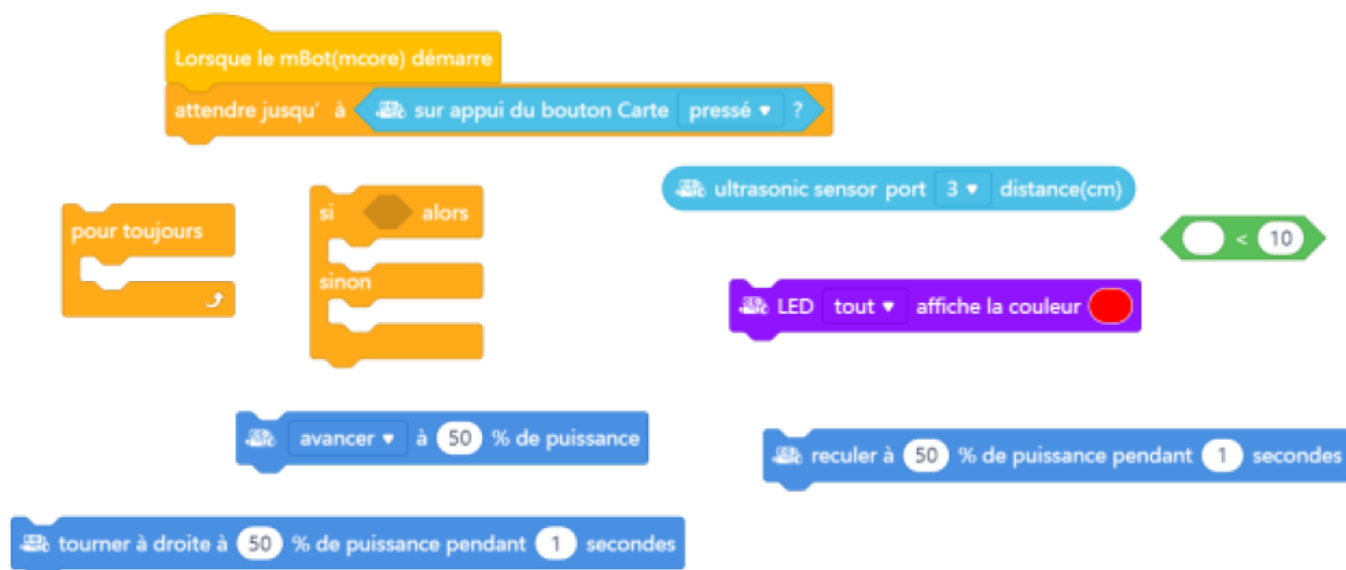 Lorsque le mBot(mcore) démarre
attendre jusqu' à sur appui du bouton Carte pressé ?
ultrasonic sensor port 3 distance(cm)
pour toujours
si alors
sinon
< 10
LED tout affiche la couleur
avancer à 50 % de puissance
reculer à 50 % de puissance pendant 1 secondes
tourner à droite à 50 % de puissance pendant 1 secondes